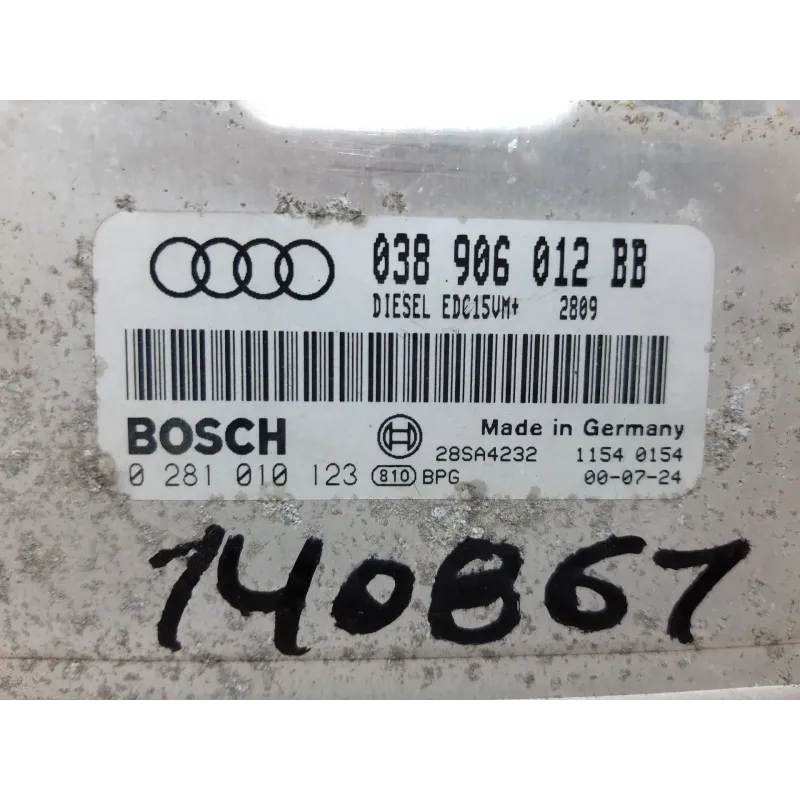 038 906 012 BB
DIESEL EDC15VM+ 2809
BOSCH
Made in Germany
28SA4232 1154 0154
0 281 010 123 810 BPG 00-07-24
140861